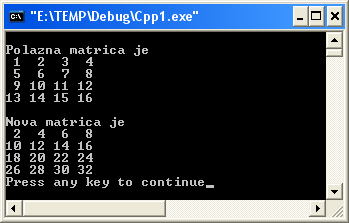 "E:\TEMP\Debug\Cpp1.exe"
Polazna matrica je
 1  2  3  4
 5  6  7  8
 9 10 11 12
13 14 15 16
Nova matrica je
 2  4  6  8
10 12 14 16
18 20 22 24
26 28 30 32
Press any key to continue_